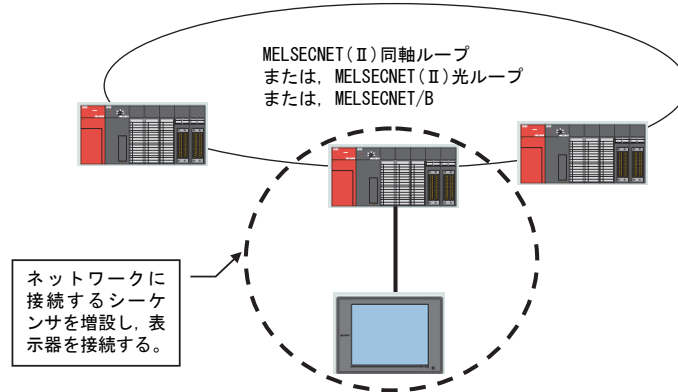 MELSECNET(Ⅱ)同軸ループ
または, MELSECNET(Ⅱ)光ループ
または, MELSECNET/B
ネットワークに
接続するシーケ
ンサを増設し, 表
示器を接続する。